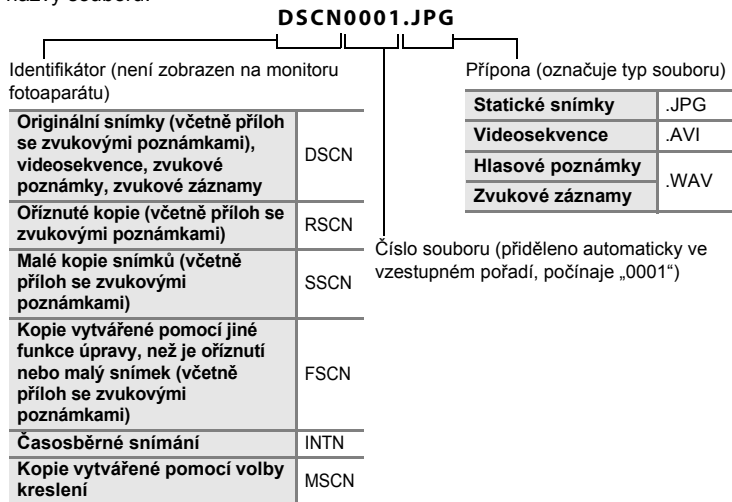 názvy souborů.
DSCN0001.JPG
Identifikátor (není zobrazen na monitoru
fotoaparátu)
Originální snímky (včetně příloh
se zvukovými poznámkami),
videosekvence, zvukové
poznámky, zvukové záznamy
DSCN
Oříznuté kopie (včetně příloh se
zvukovými poznámkami)
RSCN
Malé kopie snímků (včetně
příloh se zvukovými
poznámkami)
SSCN
Kopie vytvářené pomocí jiné
funkce úpravy, než je oříznutí
nebo malý snímek (včetně
příloh se zvukovými
poznámkami)
FSCN
Časosběrné snímání
INTN
Kopie vytvářené pomocí volby
kreslení
MSCN
Přípona (označuje typ souboru)
Statické snímky
.JPG
Videosekvence
.AVI
Hlasové poznámky
Zvukové záznamy
.WAV
Číslo souboru (přiděleno automaticky ve
vzestupném pořadí, počínaje „0001“)